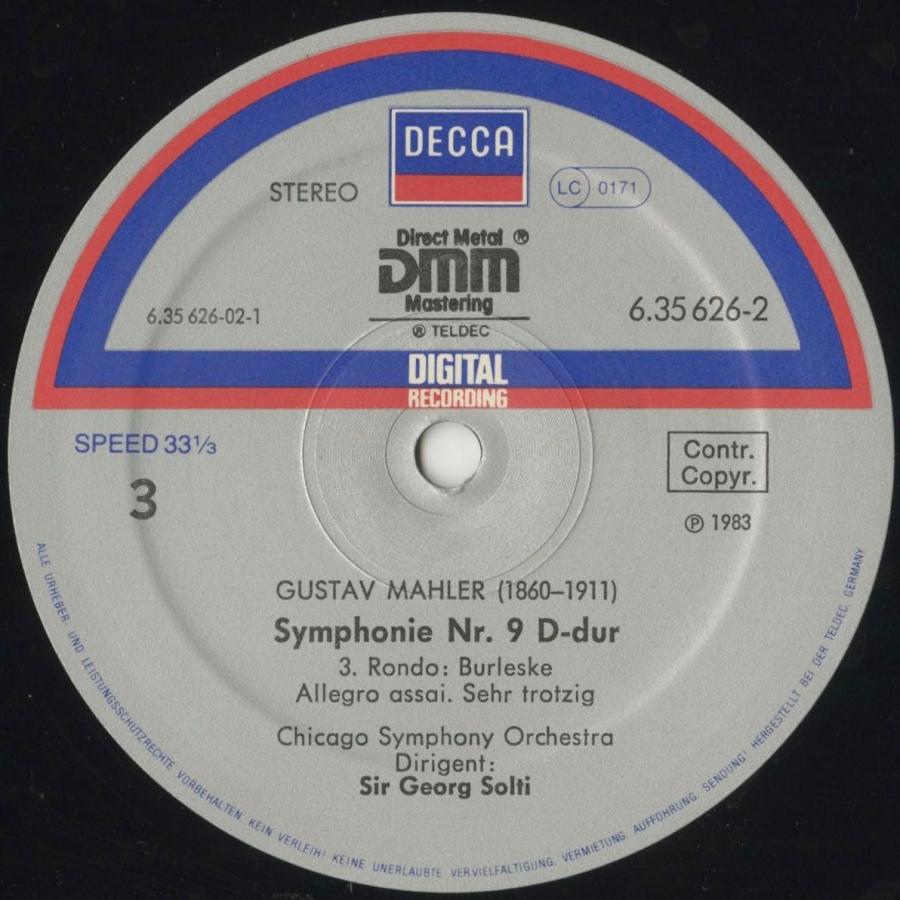 DECCA
STEREO
LC 0171
Direct Metal ®
DMM
Mastering
® TELDEC
6.35 626-02-1
6.35 626-2
DIGITAL
RECORDING
SPEED 33⅓
3
Contr.
Copyr.
℗ 1983
GUSTAV MAHLER (1860–1911)
Symphonie Nr. 9 D-dur
3. Rondo: Burleske
Allegro assai. Sehr trotzig
Chicago Symphony Orchestra
Dirigent:
Sir Georg Solti
ALLE URHEBER- UND LEISTUNGSSCHUTZRECHTE VORBEHALTEN. KEIN VERLEIH! KEINE UNERLAUBTE VERVIELFÄLTIGUNG, VERMIETUNG, AUFFÜHRUNG, SENDUNG! HERGESTELLT BEI DER TELDEC, GERMANY